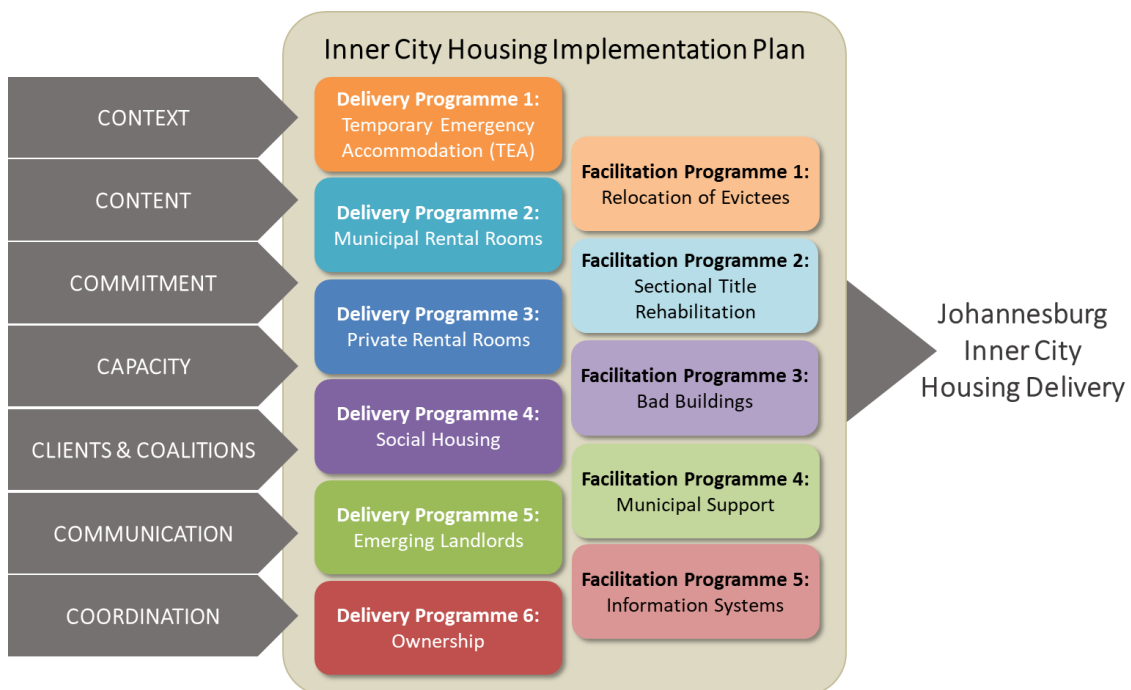 Inner City Housing Implementation Plan
CONTEXT
CONTENT
COMMITMENT
CAPACITY
CLIENTS & COALITIONS
COMMUNICATION
COORDINATION
Delivery Programme 1:
Temporary Emergency
Accommodation (TEA)
Delivery Programme 2:
Municipal Rental Rooms
Delivery Programme 3:
Private Rental Rooms
Delivery Programme 4:
Social Housing
Delivery Programme 5:
Emerging Landlords
Delivery Programme 6:
Ownership
Facilitation Programme 1:
Relocation of Evictees
Facilitation Programme 2:
Sectional Title
Rehabilitation
Facilitation Programme 3:
Bad Buildings
Facilitation Programme 4:
Municipal Support
Facilitation Programme 5:
Information Systems
Johannesburg
Inner City
Housing Delivery